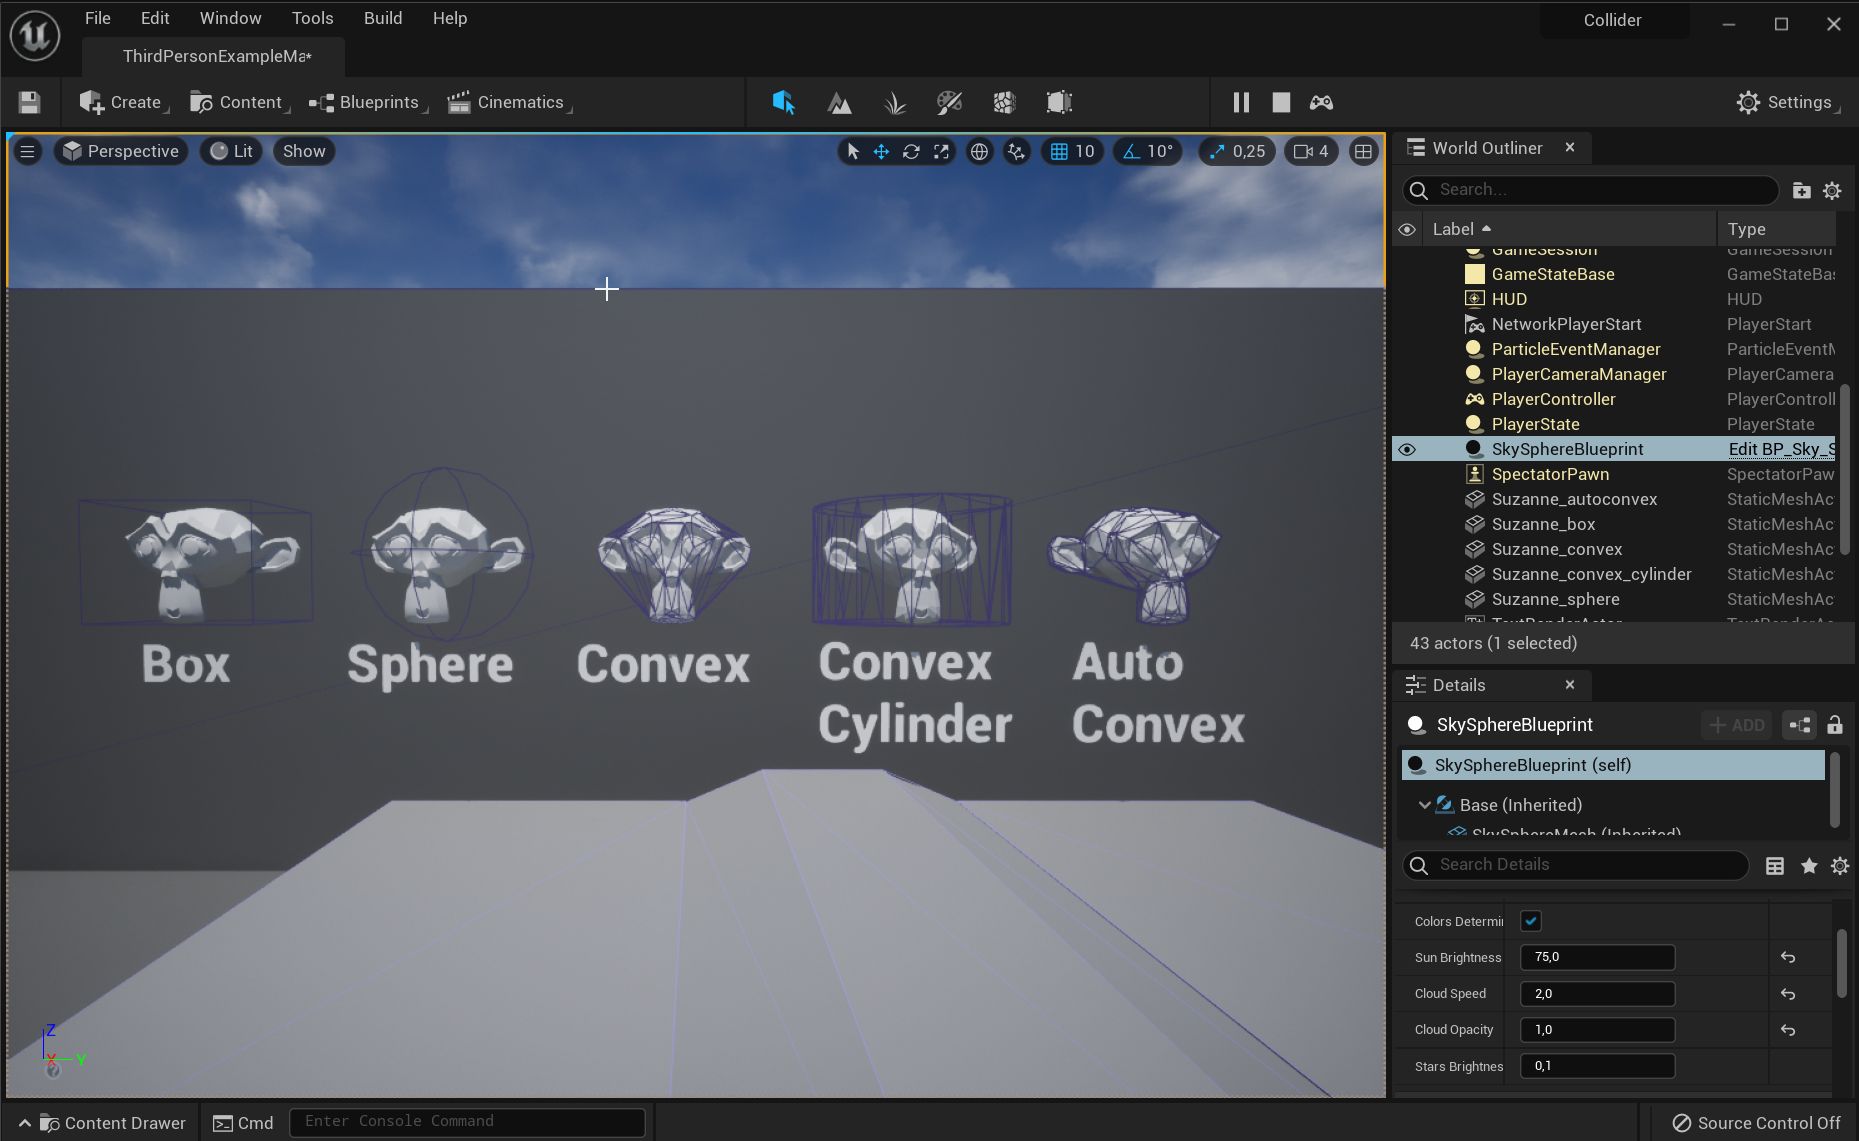 File Edit Window Tools Build Help
Collider
ThirdPersonExampleMa*
Create Content Blueprints Cinematics
Settings
Perspective Lit Show
10 10° 0,25 4
World Outliner
Search...
Label Type
GameSession GameSession
GameStateBase GameStateBas
HUD HUD
NetworkPlayerStart PlayerStart
ParticleEventManager ParticleEventM
PlayerCameraManager PlayerCamera
PlayerController PlayerControll
PlayerState PlayerState
SkySphereBlueprint Edit BP_Sky_S
SpectatorPawn SpectatorPaw
Suzanne_autoconvex StaticMeshAc
Suzanne_box StaticMeshAc
Suzanne_convex StaticMeshAc
Suzanne_convex_cylinder StaticMeshAc
Suzanne_sphere StaticMeshAc
TextRenderActor TextRenderAc
43 actors (1 selected)
Box
Sphere
Convex
Convex
Cylinder
Auto
Convex
Z
X
Y
Details
SkySphereBlueprint
ADD
SkySphereBlueprint (self)
Base (Inherited)
SkySphereMesh (Inherited)
Search Details
Colors Determi
Sun Brightness 75,0
Cloud Speed 2,0
Cloud Opacity 1,0
Stars Brightnes 0,1
Content Drawer Cmd Enter Console Command
Source Control Off